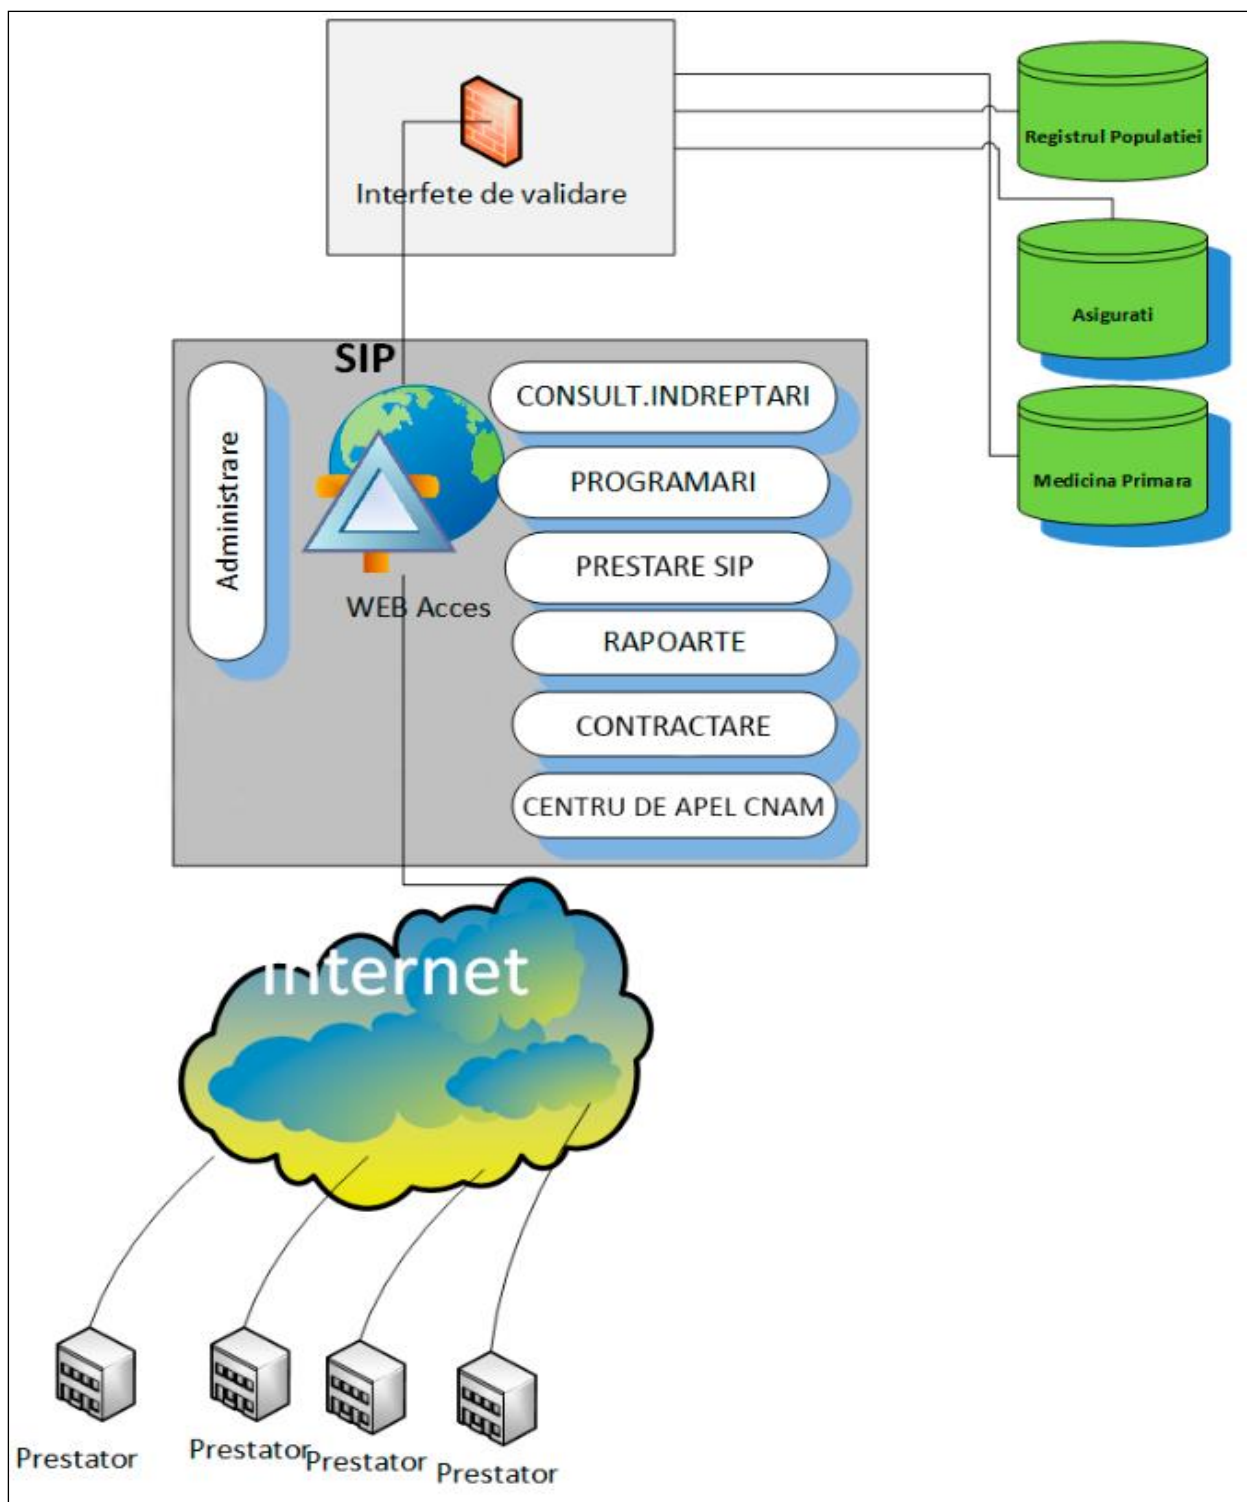 Interfete de validare
Registrul Populatiei
Asigurati
Medicina Primara
SIP
Administrare
WEB Acces
CONSULT.INDREPTARI
PROGRAMARI
PRESTARE SIP
RAPOARTE
CONTRACTARE
CENTRU DE APEL CNAM
Internet
Prestator
Prestator
Prestator
Prestator